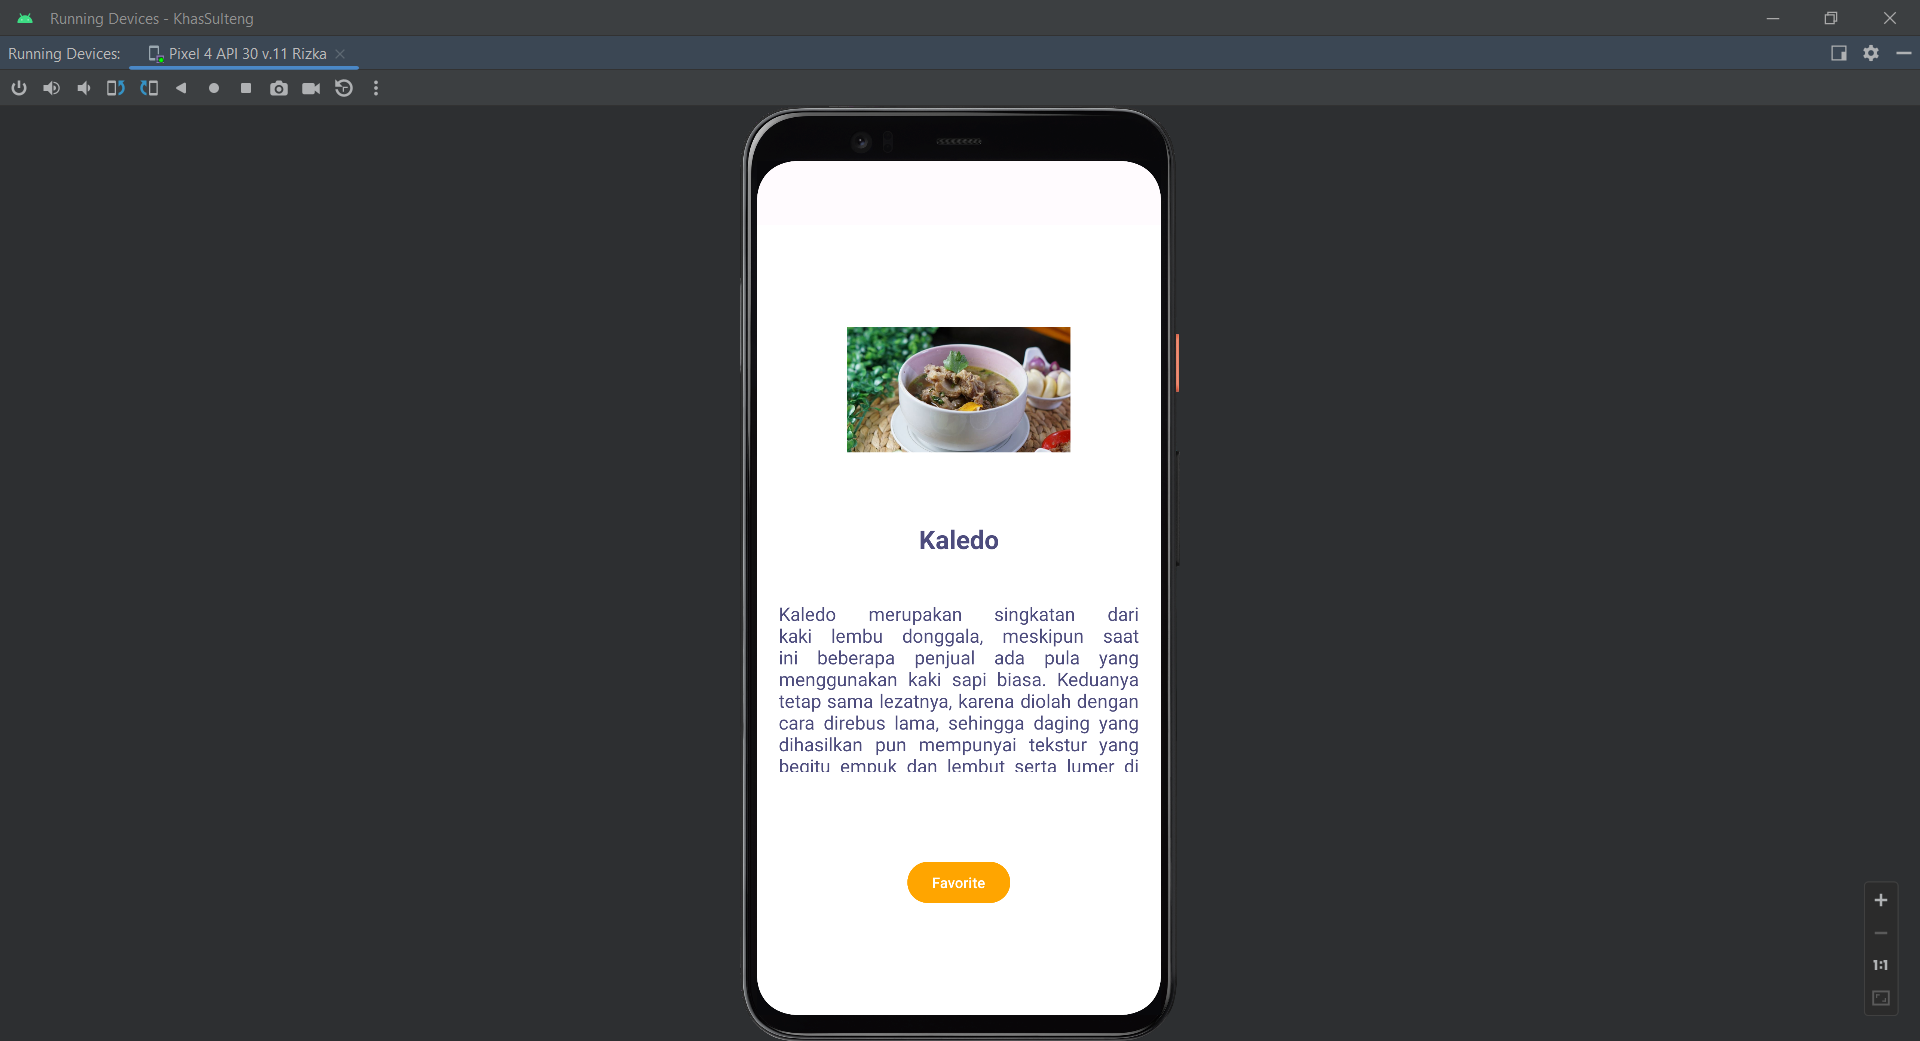 Running Devices - KhasSulteng
Running Devices:
Pixel 4 API 30 v.11 Rizka
Kaledo
Kaledo merupakan singkatan dari
kaki lembu donggala, meskipun saat
ini beberapa penjual ada pula yang
menggunakan kaki sapi biasa. Keduanya
tetap sama lezatnya, karena diolah dengan
cara direbus lama, sehingga daging yang
dihasilkan pun mempunyai tekstur yang
begitu empuk dan lembut serta lumer di
Favorite
1:1